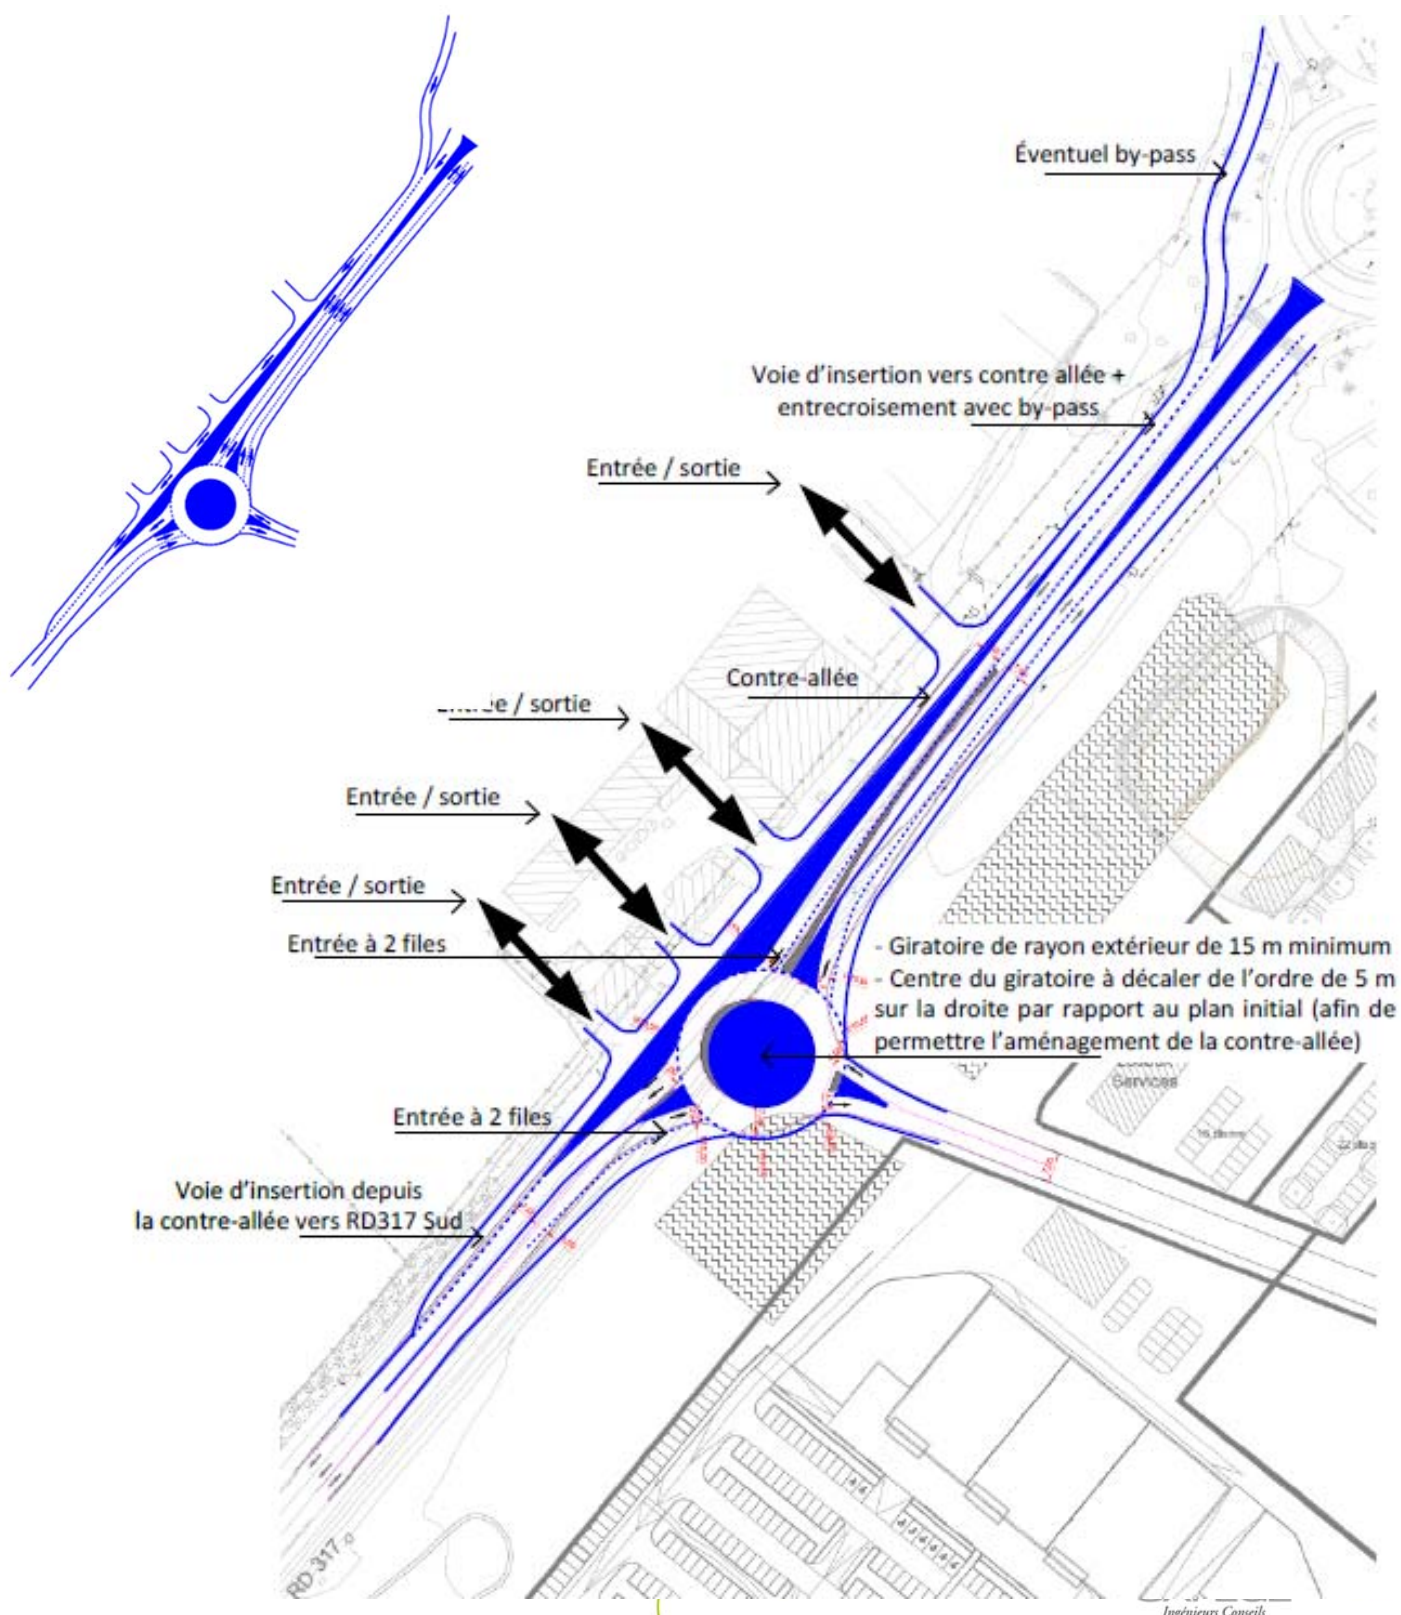 Éventuel by-pass
Voie d'insertion vers contre allée +
entrecroisement avec by-pass
Entrée / sortie
Contre-allée
Entrée / sortie
Entrée / sortie
Entrée / sortie
Entrée à 2 files
- Giratoire de rayon extérieur de 15 m minimum
- Centre du giratoire à décaler de l'ordre de 5 m
sur la droite par rapport au plan initial (afin de
permettre l'aménagement de la contre-allée)
Services
Entrée à 2 files
Voie d'insertion depuis
la contre-allée vers RD317 Sud
RD 317
Ingénieurs Conseils